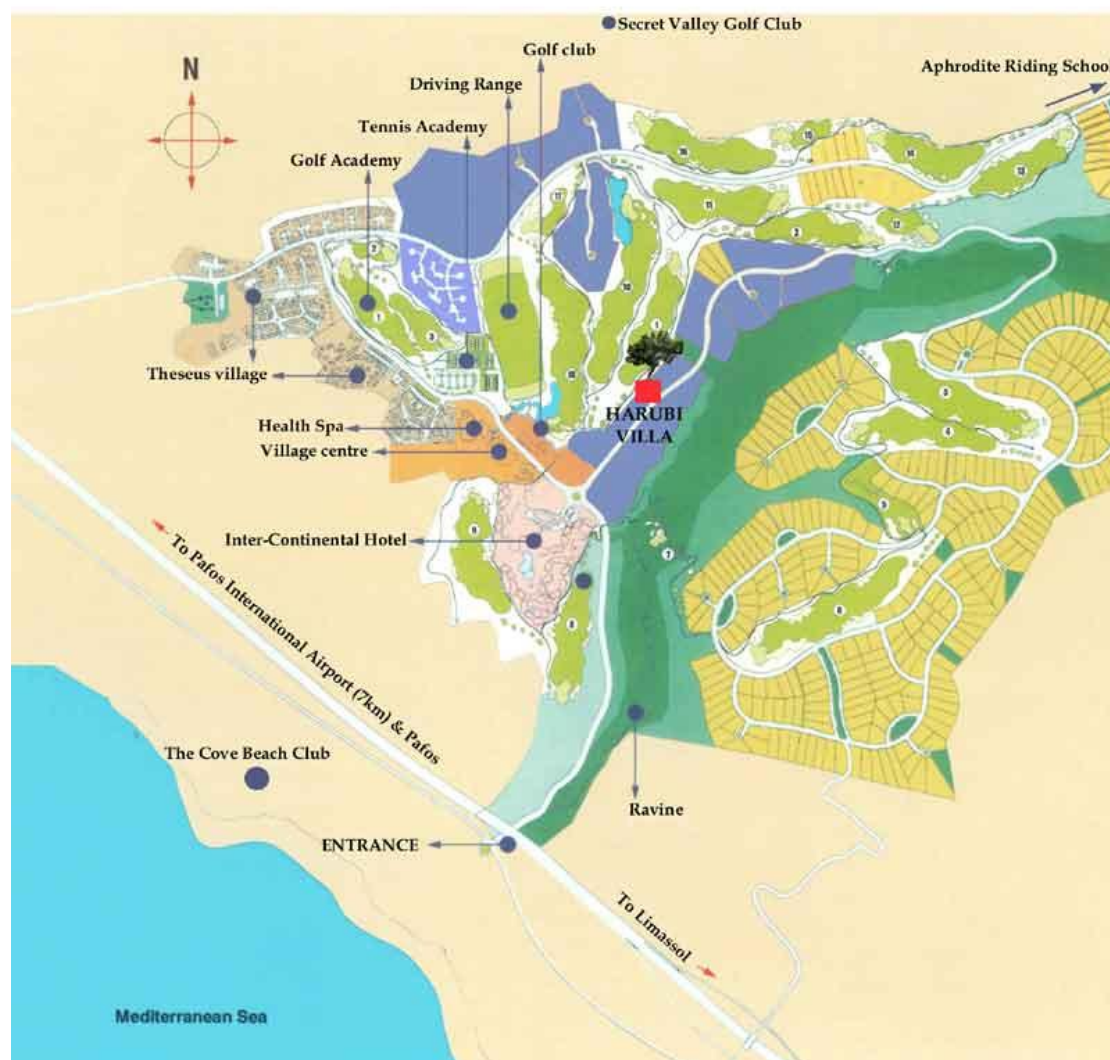 Secret Valley Golf Club
Golf club
Aphrodite Riding School
N
Driving Range
Tennis Academy
Golf Academy
Theseus village
HARUBI
VILLA
Health Spa
Village centre
Inter-Continental Hotel
To Pafos International Airport (7km) & Pafos
The Cove Beach Club
Ravine
ENTRANCE
To Limassol
Mediterranean Sea